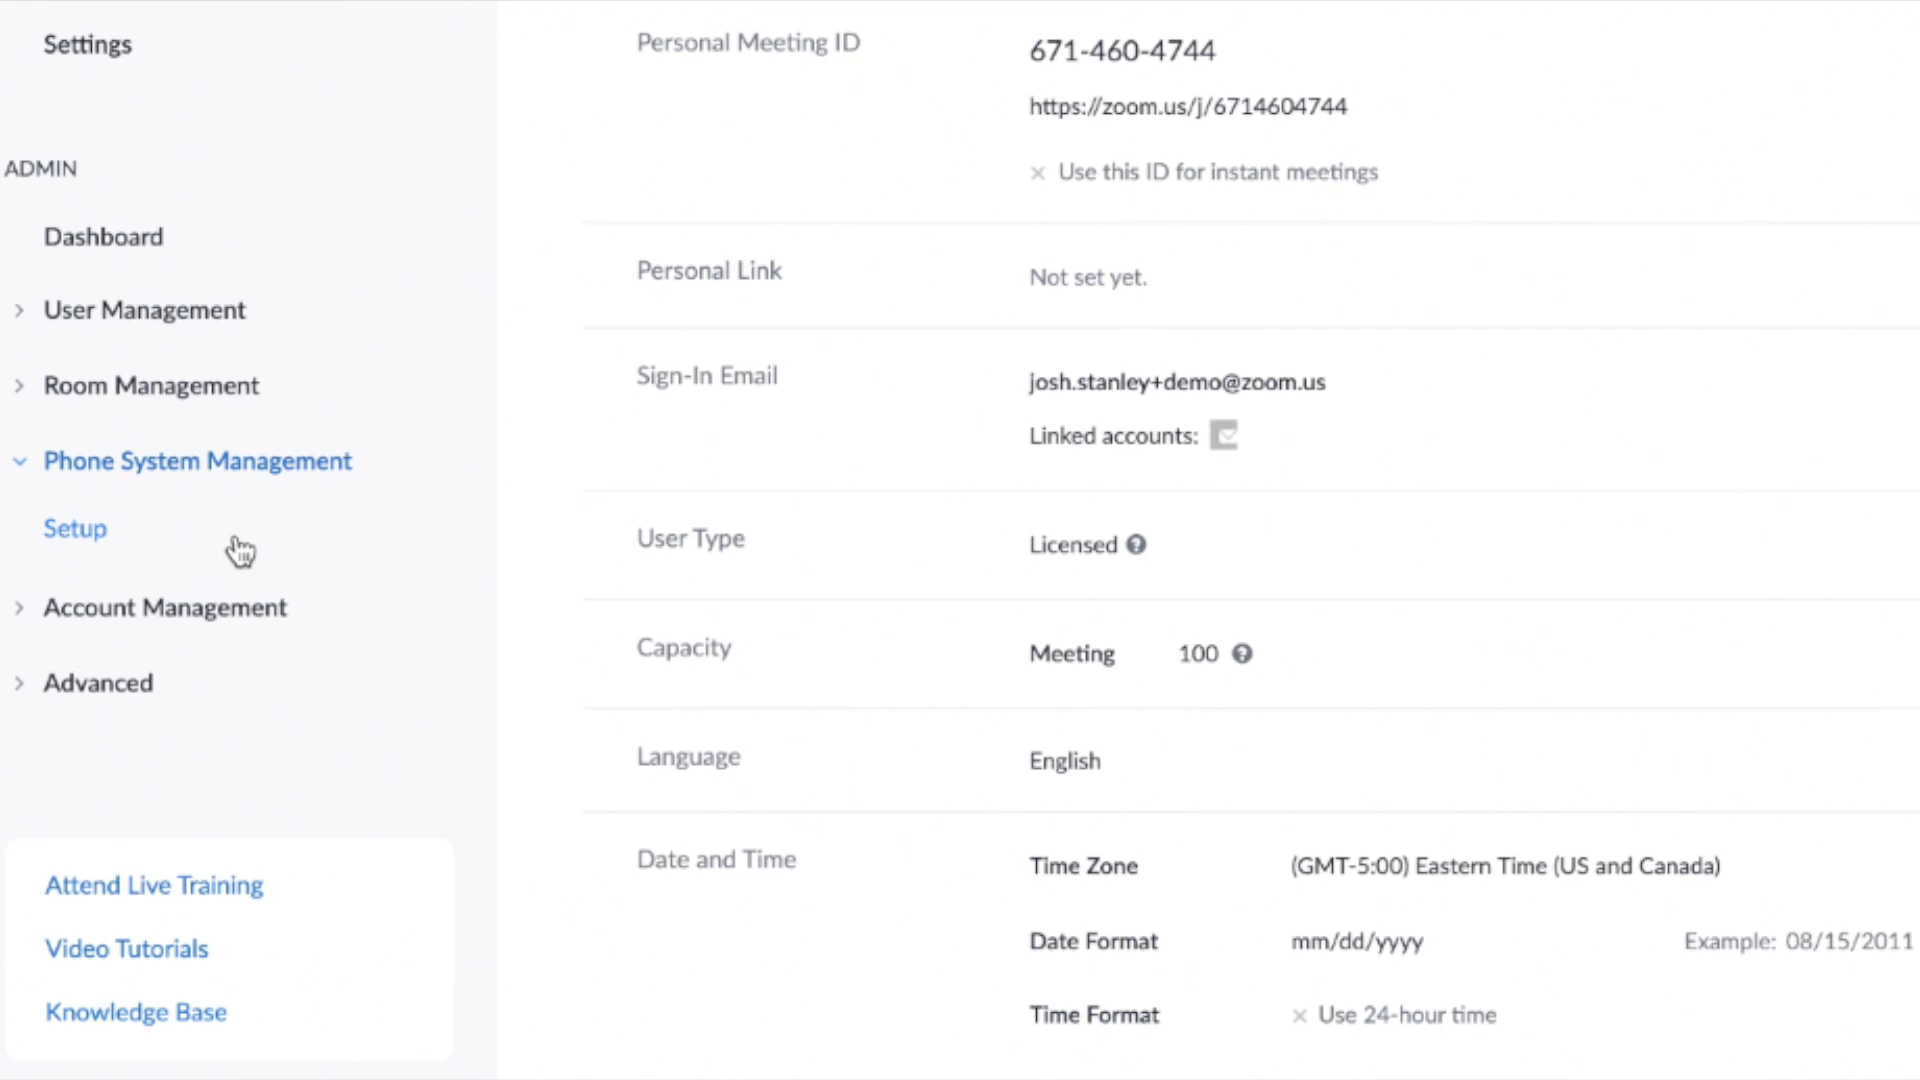 Settings
ADMIN
Dashboard
User Management
Room Management
Phone System Management
Setup
Account Management
Advanced
Attend Live Training
Video Tutorials
Knowledge Base
Personal Meeting ID
671-460-4744
https://zoom.us/j/6714604744
× Use this ID for instant meetings
Personal Link
Not set yet.
Sign-In Email
josh.stanley+demo@zoom.us
Linked accounts:
User Type
Licensed
Capacity
Meeting 100
Language
English
Date and Time
Time Zone (GMT-5:00) Eastern Time (US and Canada)
Date Format mm/dd/yyyy Example: 08/15/2011
Time Format × Use 24-hour time